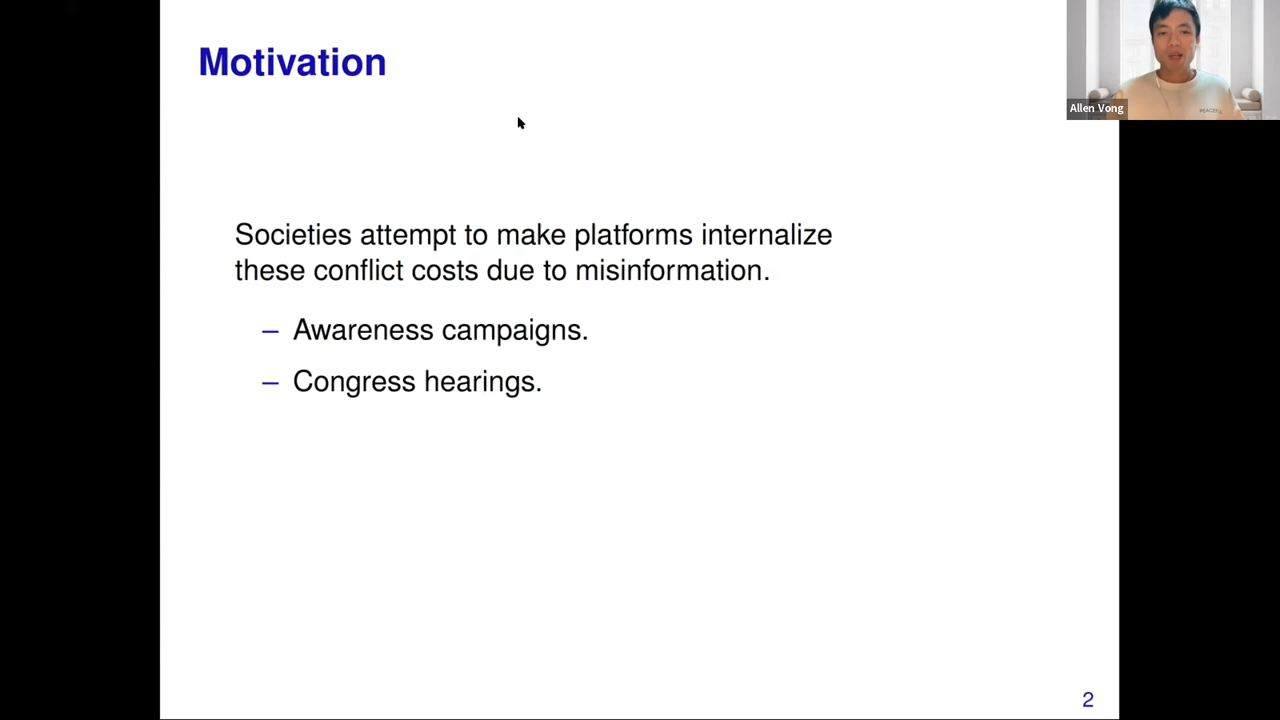 Motivation
Allen Vong
Societies attempt to make platforms internalize
these conflict costs due to misinformation.
– Awareness campaigns.
– Congress hearings.
2